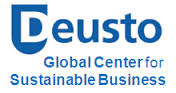 Deusto
Global Center for
Sustainable Business